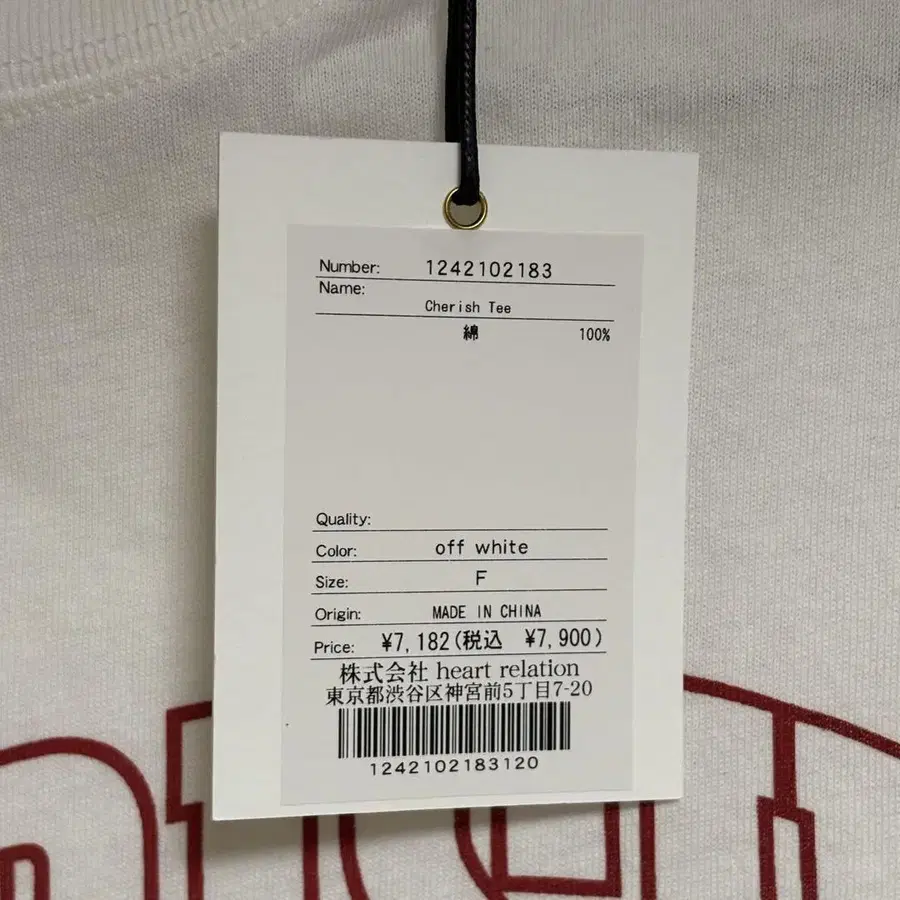 Number: 1242102183
Name:
Cherish Tee
綿 100%
Quality:
Color: off white
Size: F
Origin: MADE IN CHINA
Price: ¥7,182(税込 ¥7,900)
株式会社 heart relation
東京都渋谷区神宮前5丁目7-20
1242102183120